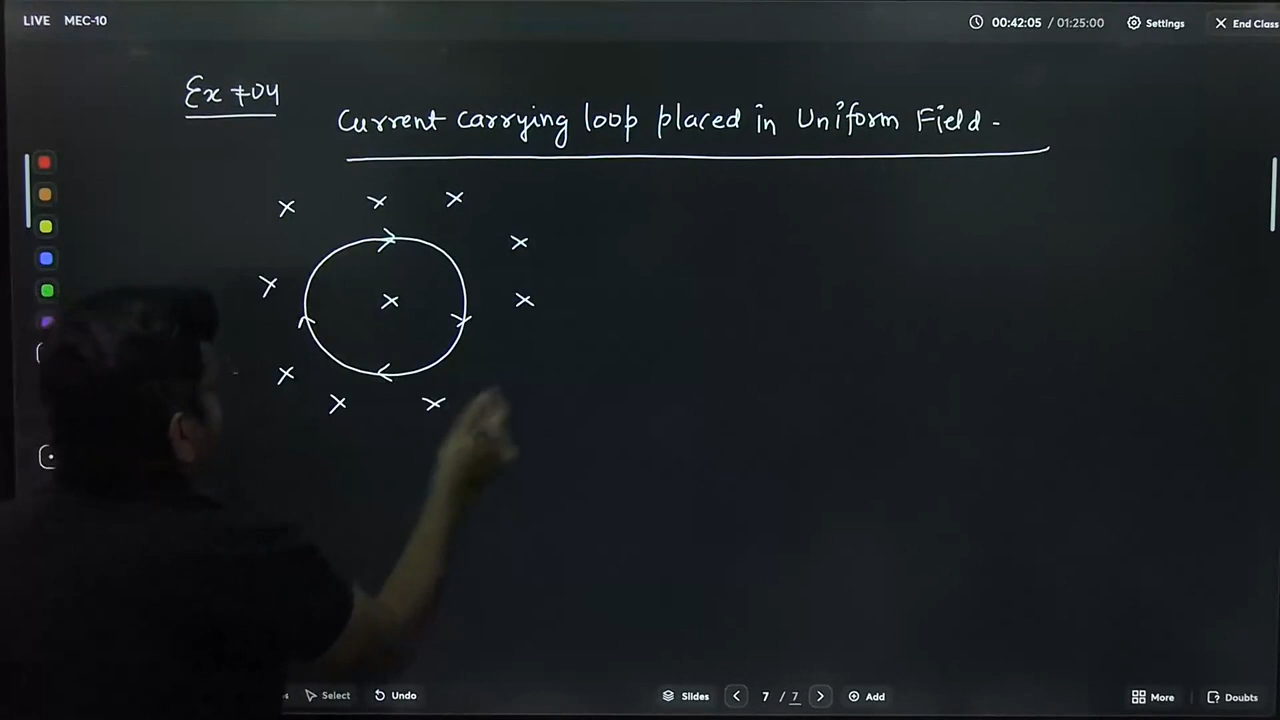 LIVE MEC-10
00:42:05 / 01:25:00 Settings End Class
Ex ≠04
Current carrying loop placed in Uniform Field -
Select Undo Slides 7 / 7 Add More Doubts